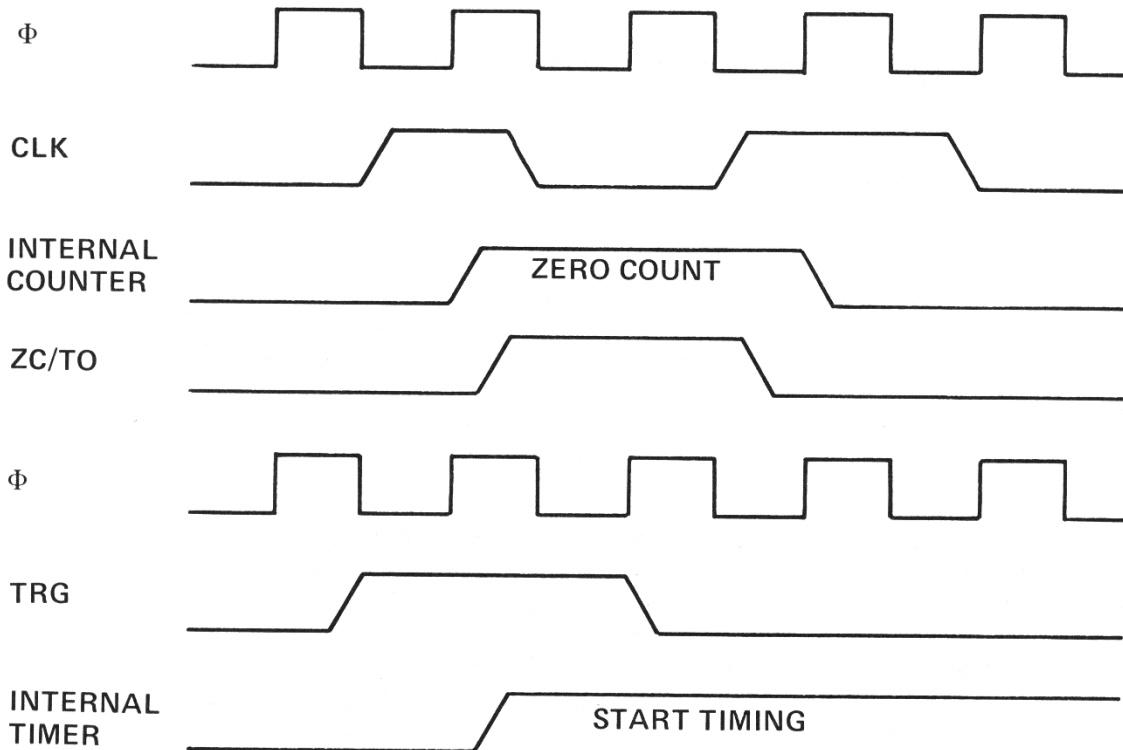 Φ
CLK
INTERNAL
COUNTER
ZERO COUNT
ZC/TO
Φ
TRG
INTERNAL
TIMER
START TIMING